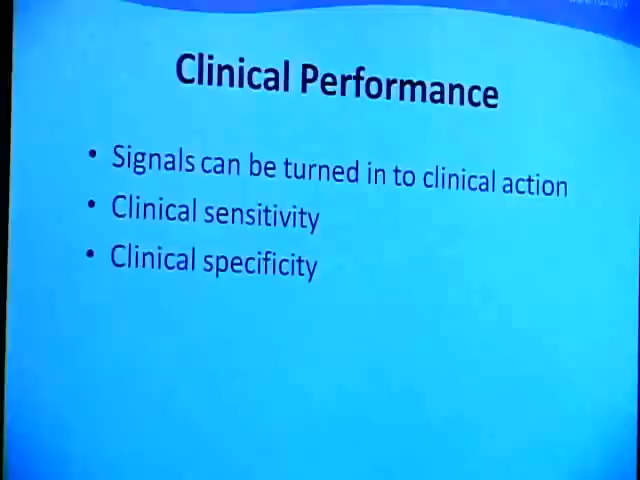 Clinical Performance
• Signals can be turned in to clinical action
• Clinical sensitivity
• Clinical specificity